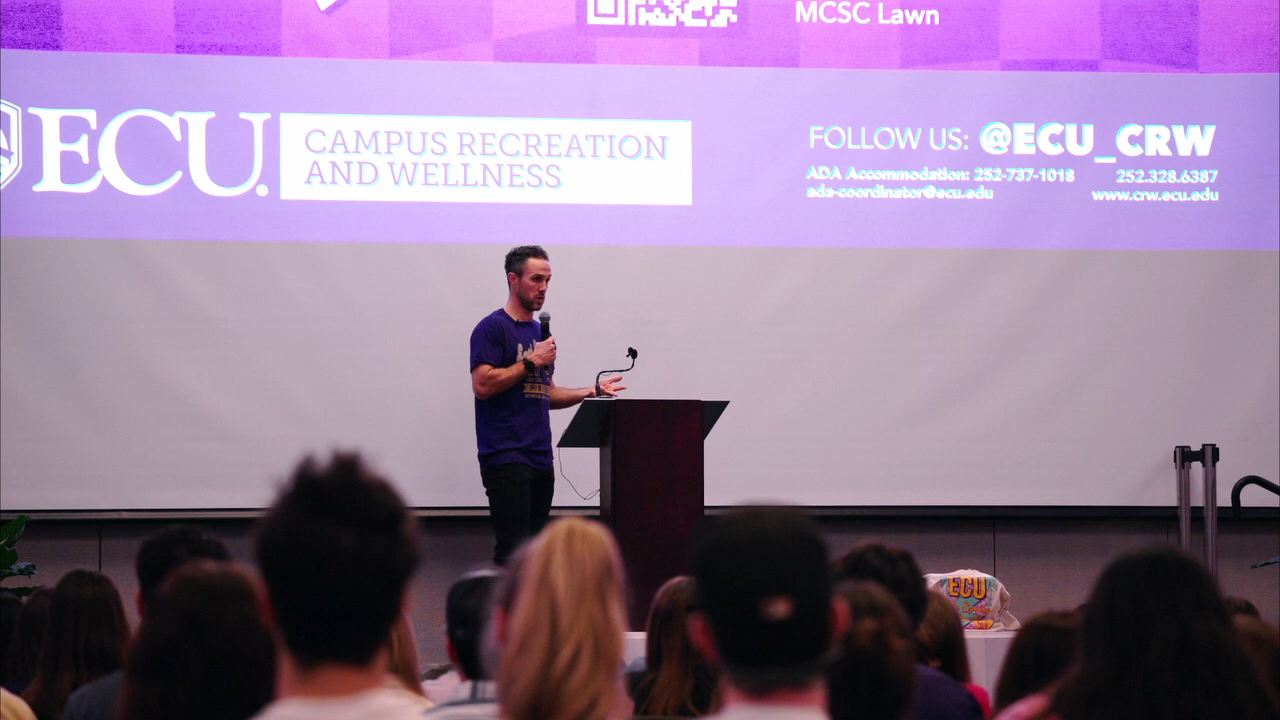 MCSC Lawn
ECU.
CAMPUS RECREATION
AND WELLNESS
FOLLOW US: @ECU_CRW
ADA Accommodation: 252-737-1018
252.328.6387
ada-coordinator@ecu.edu
www.crw.ecu.edu
ECU